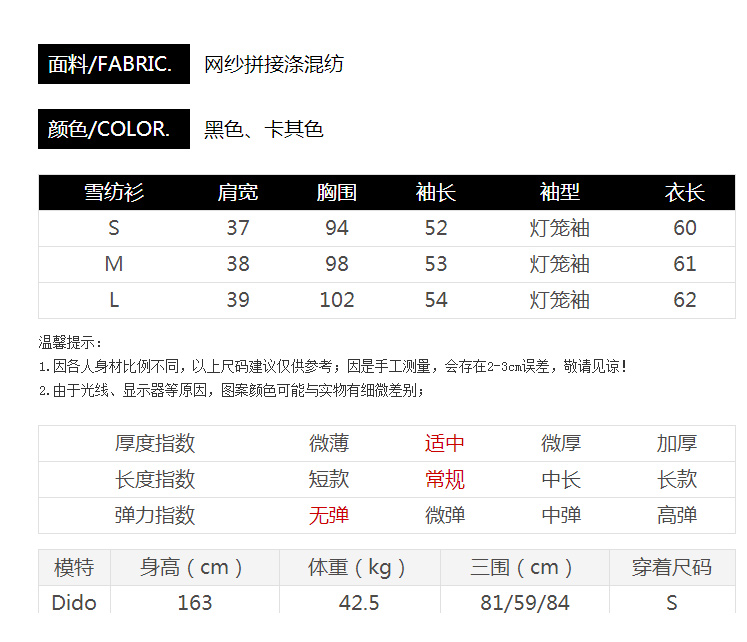 面料/FABRIC. 网纱拼接涤混纺
颜色/COLOR. 黑色、卡其色
雪纺衫 肩宽 胸围 袖长 袖型 衣长
S 37 94 52 灯笼袖 60
M 38 98 53 灯笼袖 61
L 39 102 54 灯笼袖 62
温馨提示：
1.因各人身材比例不同，以上尺码建议仅供参考；因是手工测量，会存在2-3cm误差，敬请见谅！
2.由于光线、显示器等原因，图案颜色可能与实物有细微差别；
厚度指数 微薄 适中 微厚 加厚
长度指数 短款 常规 中长 长款
弹力指数 无弹 微弹 中弹 高弹
模特 身高（cm） 体重（kg） 三围（cm） 穿着尺码
Dido 163 42.5 81/59/84 S